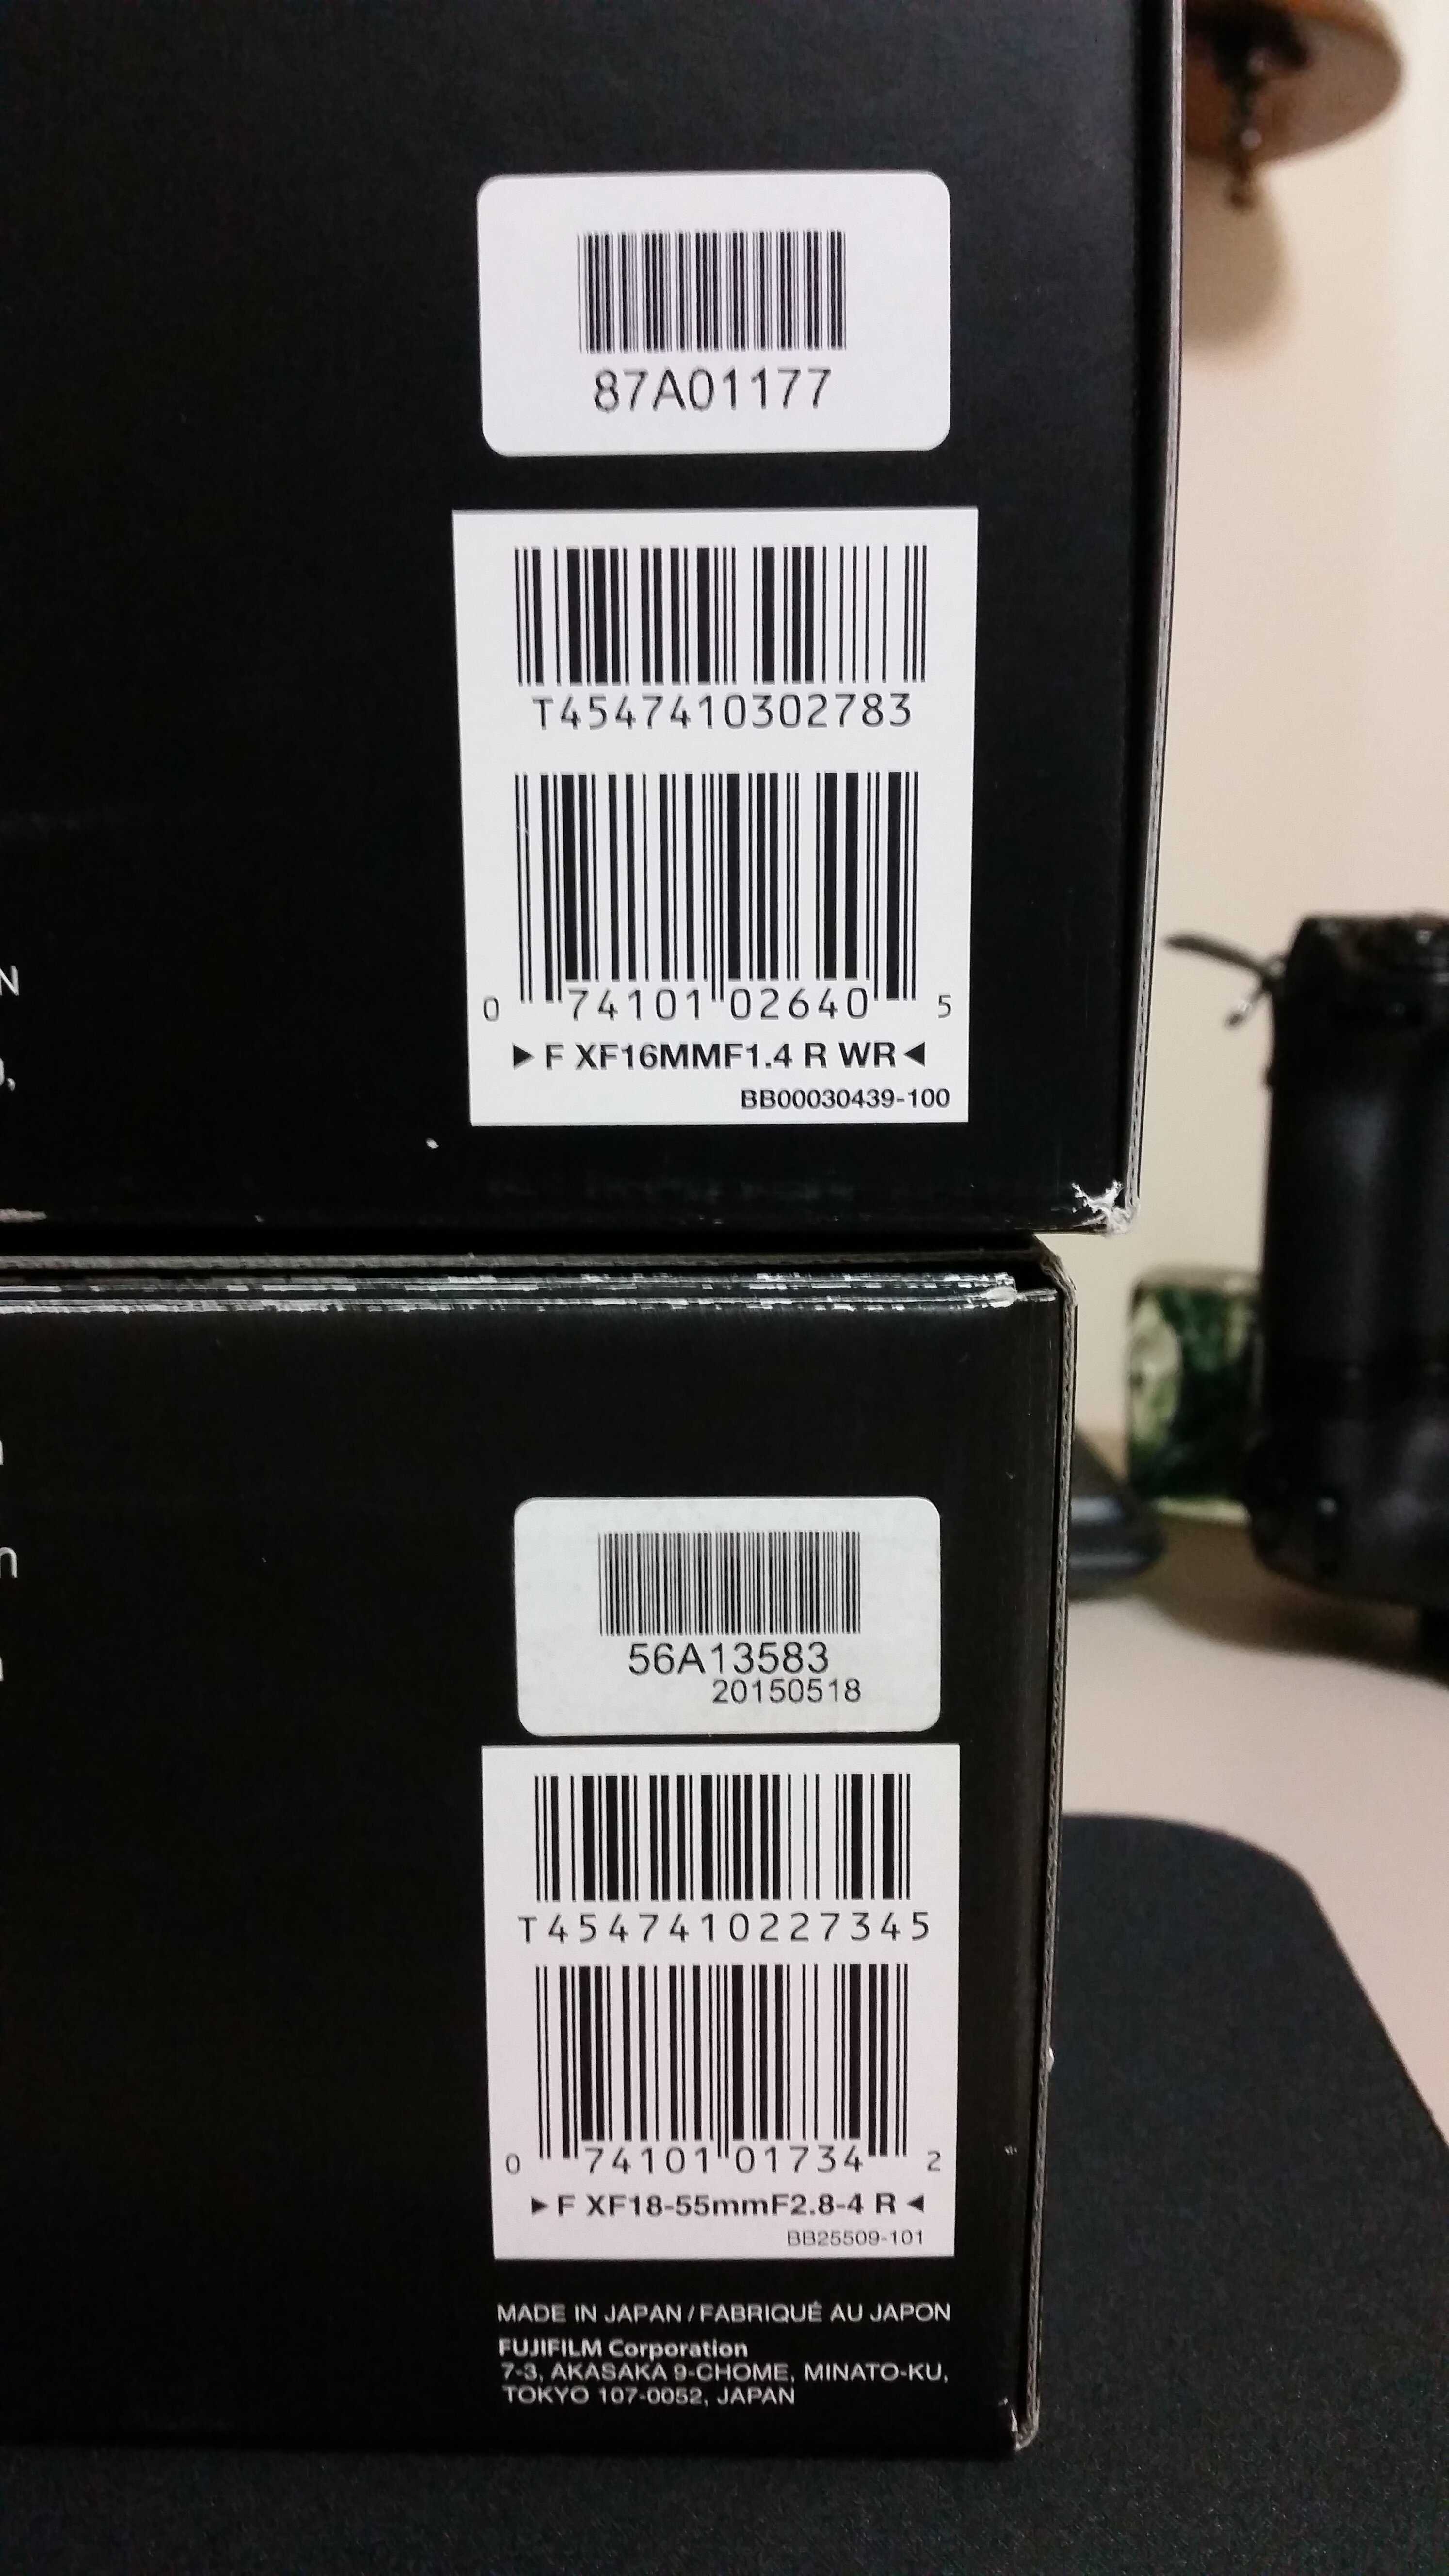 87A01177
T4547410302783
0 74101 02640 5
▶F XF16MMF1.4 R WR◀
BB00030439-100
56A13583
20150518
T4547410227345
0 74101 01734 2
▶F XF18-55mmF2.8-4 R◀
BB25509-101
MADE IN JAPAN / FABRIQUÉ AU JAPON
FUJIFILM Corporation
7-3, AKASAKA 9-CHOME, MINATO-KU,
TOKYO 107-0052, JAPAN